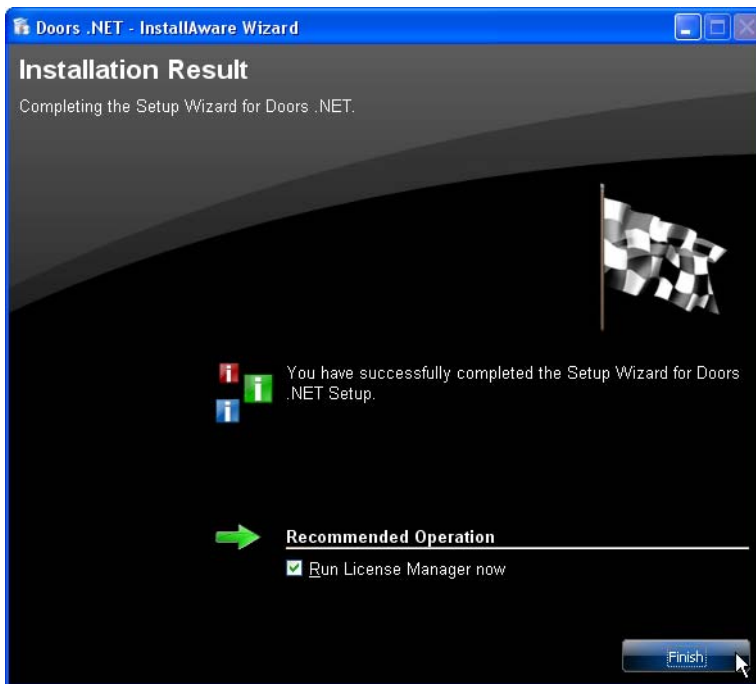 Doors .NET - InstallAware Wizard
Installation Result
Completing the Setup Wizard for Doors .NET.
i
i
i
You have successfully completed the Setup Wizard for Doors
.NET Setup.
Recommended Operation
Run License Manager now
Finish